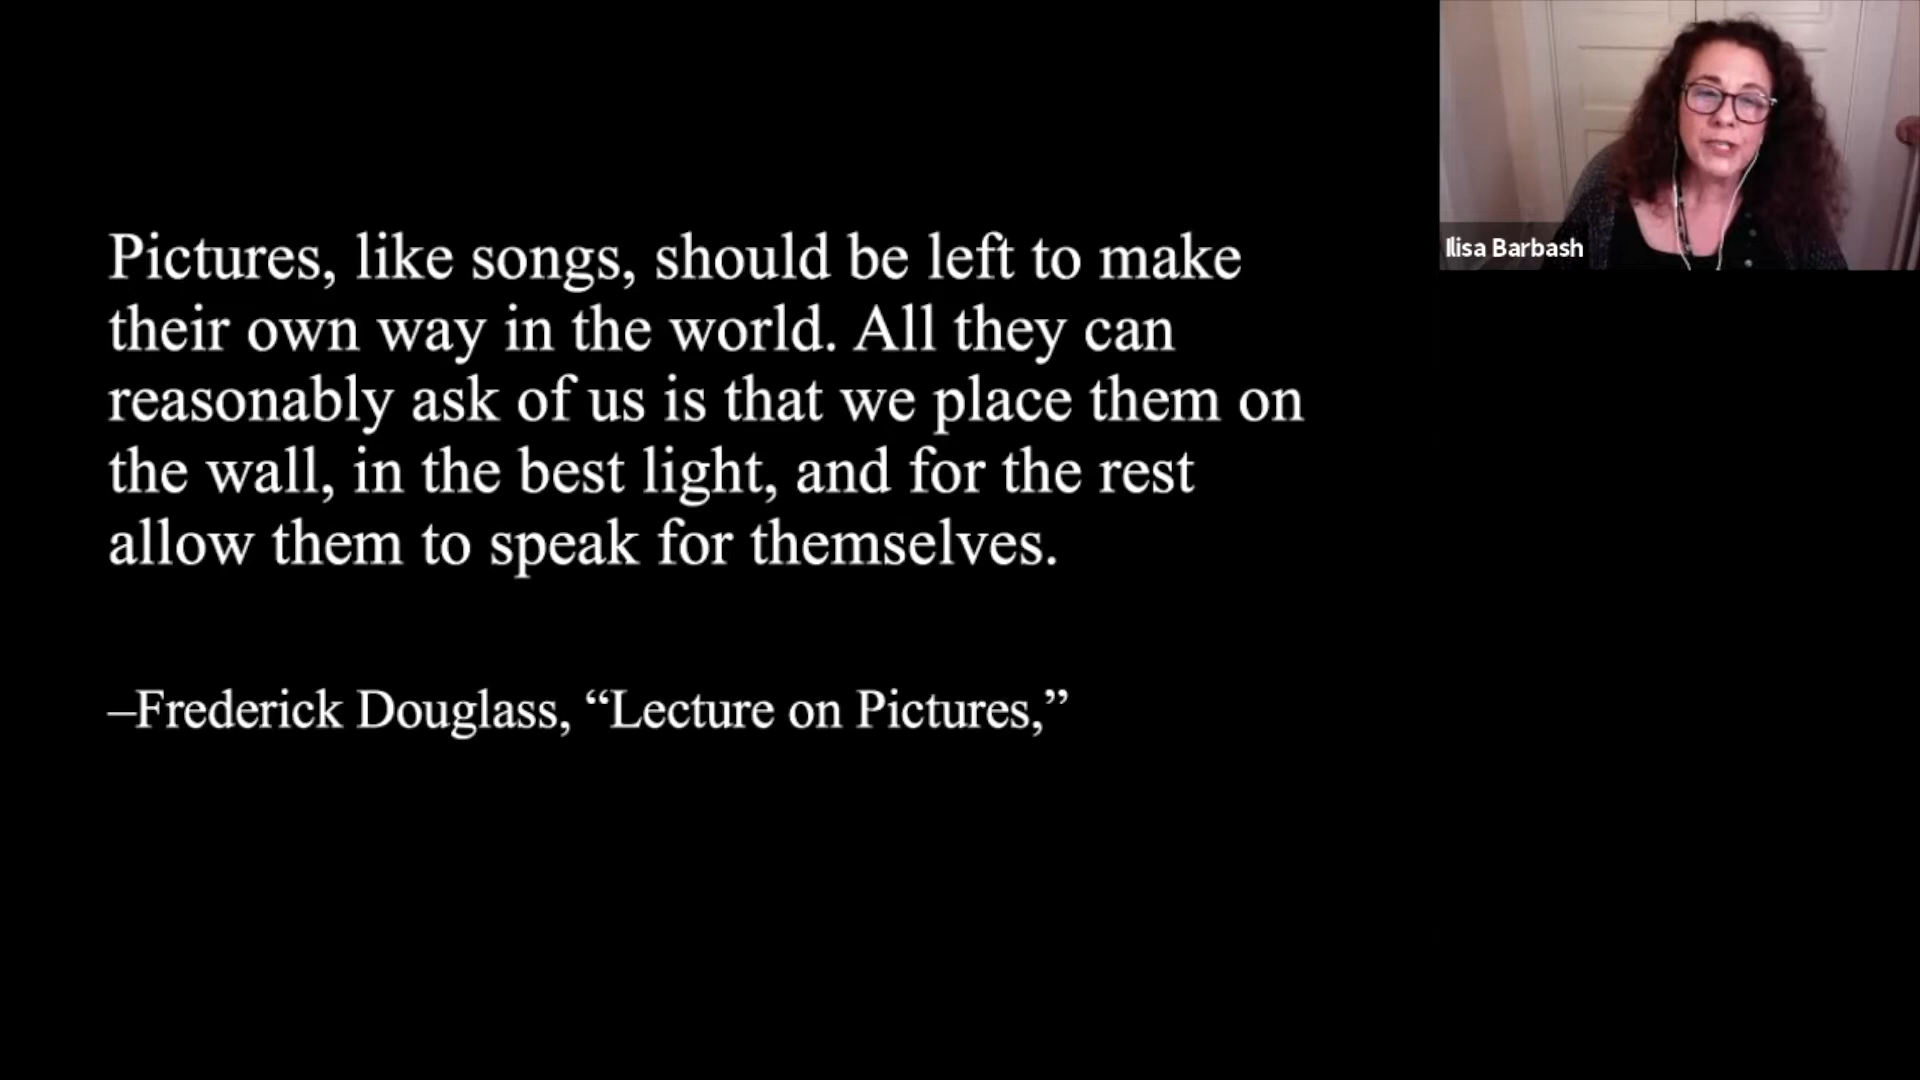 Pictures, like songs, should be left to make
their own way in the world. All they can
reasonably ask of us is that we place them on
the wall, in the best light, and for the rest
allow them to speak for themselves.
–Frederick Douglass, “Lecture on Pictures,”
Ilisa Barbash